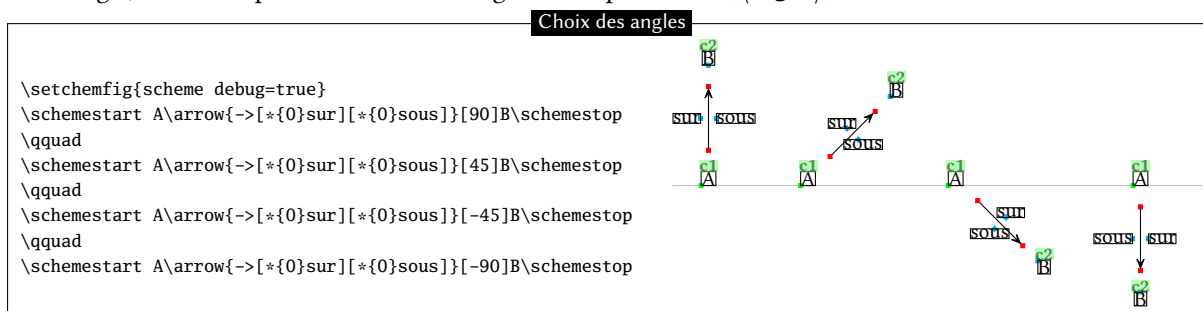 Choix des angles
\setchemfig{scheme debug=true}
\schemestart A\arrow{->[*{0}sur][*{0}sous]}[90]B\schemestop
\qquad
\schemestart A\arrow{->[*{0}sur][*{0}sous]}[45]B\schemestop
\qquad
\schemestart A\arrow{->[*{0}sur][*{0}sous]}[-45]B\schemestop
\qquad
\schemestart A\arrow{->[*{0}sur][*{0}sous]}[-90]B\schemestop
c2
B
sur sous
c1
A
c2
B
sur
sous
c1
A
c1
A
sur
sous
c2
B
c1
A
sous sur
c2
B